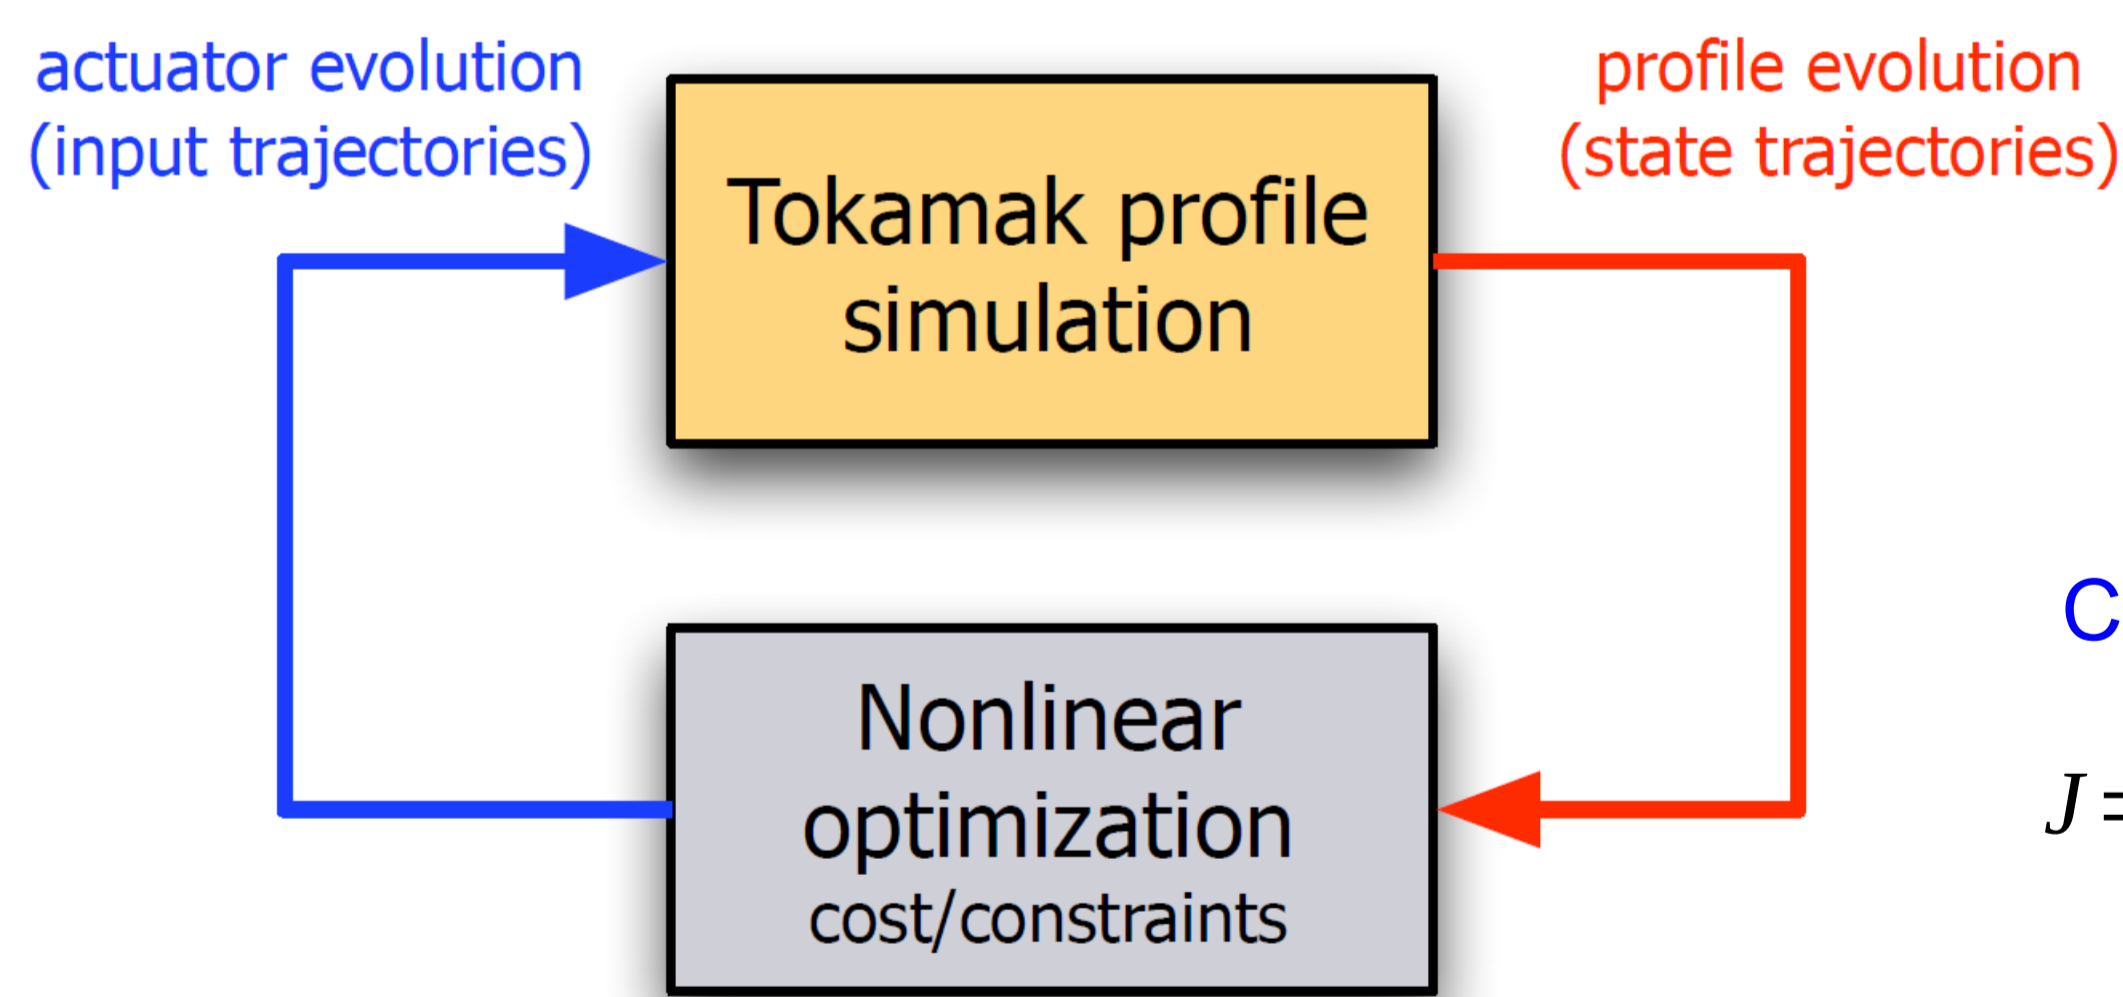 actuator evolution
(input trajectories)
Tokamak profile
simulation
profile evolution
(state trajectories)
Nonlinear
optimization
cost/constraints
C
J =